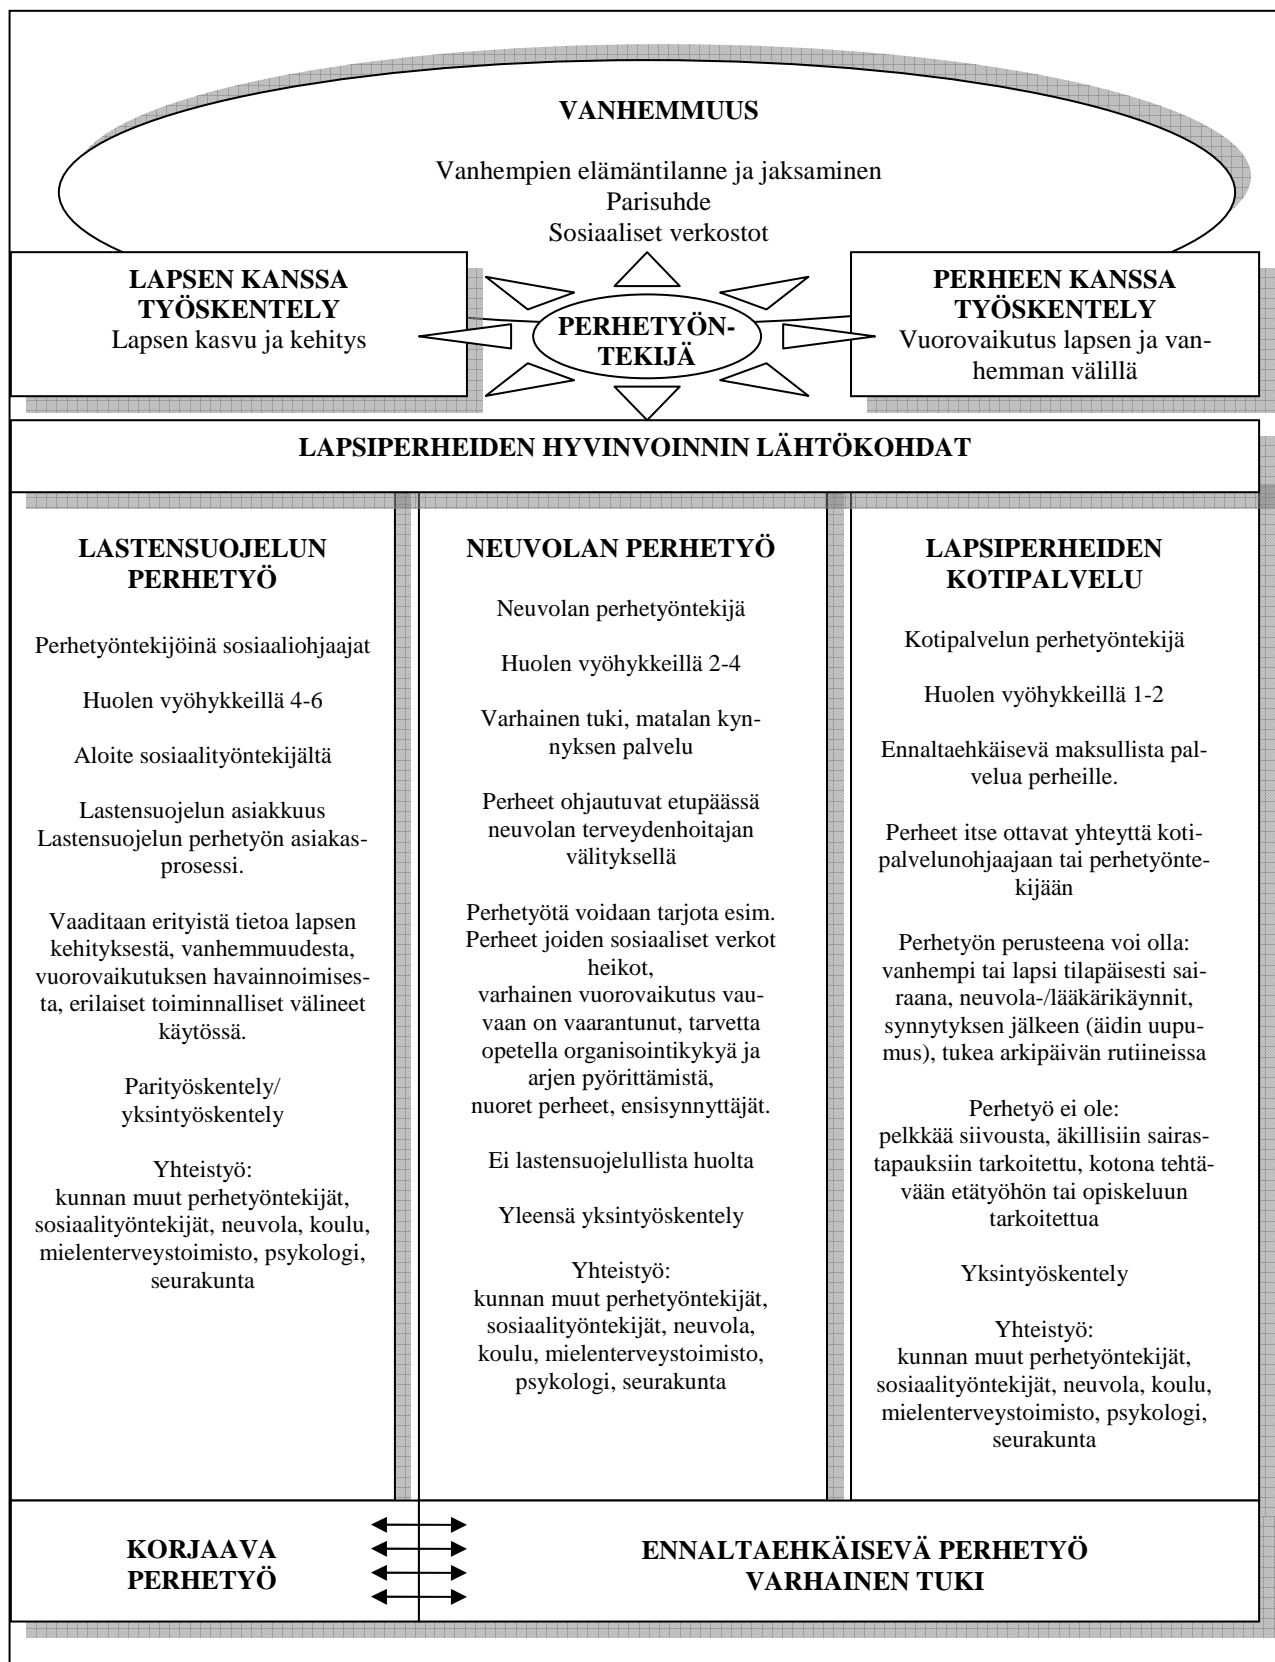 VANHEMMUUS
Vanhempien elämäntilanne ja jaksaminen
Parisuhde
Sosiaaliset verkostot
LAPSEN KANSSA
TYÖSKENTELY
Lapsen kasvu ja kehitys
PERHETYÖN-
TEKIJÄ
PERHEEN KANSSA
TYÖSKENTELY
Vuorovaikutus lapsen ja van-
hemman välillä
LAPSIPERHEIDEN HYVINVOINNIN LÄHTÖKOHDAT
LASTENSUOJELUN
PERHETYÖ
Perhetyöntekijöinä sosiaaliohjaajat
Huolen vyöhykkeillä 4-6
Aloite sosiaalityöntekijältä
Lastensuojelun asiakkuus
Lastensuojelun perhetyön asiakas-
prosessi.
Vaaditaan erityistä tietoa lapsen
kehityksestä, vanhemmuudesta,
vuorovaikutuksen havainnoimises-
ta, erilaiset toiminnalliset välineet
käytössä.
Parityöskentely/
yksintyöskentely
Yhteistyö:
kunnan muut perhetyöntekijät,
sosiaalityöntekijät, neuvola, koulu,
mielenterveystoimisto, psykologi,
seurakunta
NEUVOLAN PERHETYÖ
Neuvolan perhetyöntekijä
Huolen vyöhykkeillä 2-4
Varhainen tuki, matalan kyn-
nyksen palvelu
Perheet ohjautuvat etupäässä
neuvolan terveydenhoitajan
välityksellä
Perhetyötä voidaan tarjota esim.
Perheet joiden sosiaaliset verkot
heikot,
varhainen vuorovaikutus vau-
vaan on vaarantunut, tarvetta
opetella organisointikykyä ja
arjen pyörittämistä,
nuoret perheet, ensisynnyttäjät.
Ei lastensuojelullista huolta
Yleensä yksintyöskentely
Yhteistyö:
kunnan muut perhetyöntekijät,
sosiaalityöntekijät, neuvola,
koulu, mielenterveystoimisto,
psykologi, seurakunta
LAPSIPERHEIDEN
KOTIPALVELU
Kotipalvelun perhetyöntekijä
Huolen vyöhykkeillä 1-2
Ennaltaehkäisevä maksullista pal-
velua perheille.
Perheet itse ottavat yhteyttä koti-
palvelunohjaajaan tai perhetyönte-
kijään
Perhetyön perusteena voi olla:
vanhempi tai lapsi tilapäisesti sai-
raana, neuvola-/lääkärikäynnit,
synnytyksen jälkeen (äidin uupu-
mus), tukea arkipäivän rutiineissa
Perhetyö ei ole:
pelkkää siivousta, äkillisiin sairas-
tapauksiin tarkoitettu, kotona tehtä-
vään etätyöhön tai opiskeluun
tarkoitettua
Yksintyöskentely
Yhteistyö:
kunnan muut perhetyöntekijät,
sosiaalityöntekijät, neuvola, koulu,
mielenterveystoimisto, psykologi,
seurakunta
KORJAAVA
PERHETYÖ
ENNALTAEHKÄISEVÄ PERHETYÖ
VARHAINEN TUKI